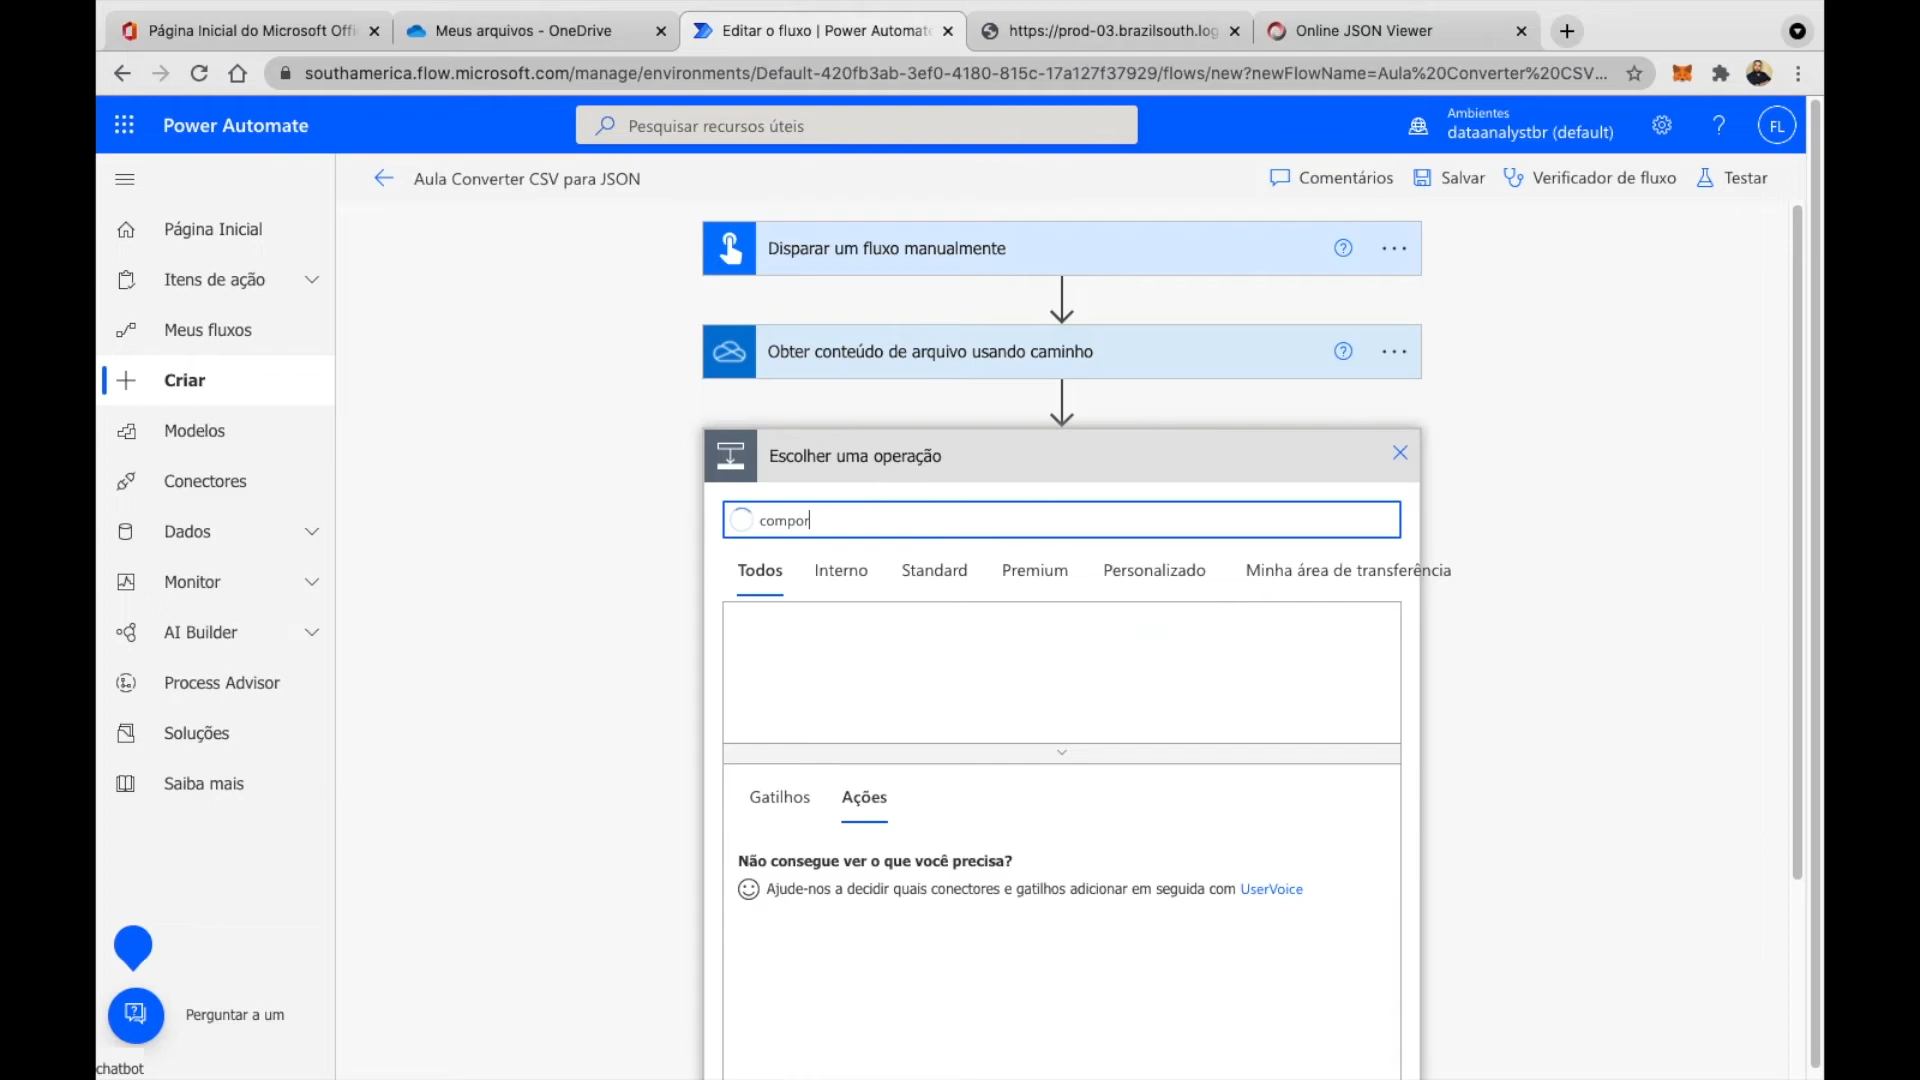 Página Inicial do Microsoft Offi
Meus arquivos - OneDrive
Editar o fluxo | Power Automate
https://prod-03.brazilsouth.log
Online JSON Viewer
southamerica.flow.microsoft.com/manage/environments/Default-420fb3ab-3ef0-4180-815c-17a127f37929/flows/new?newFlowName=Aula%20Converter%20CSV...
Power Automate
Pesquisar recursos úteis
Ambientes
dataanalystbr (default)
?
FL
Aula Converter CSV para JSON
Comentários
Salvar
Verificador de fluxo
Testar
Página Inicial
Itens de ação
Meus fluxos
Criar
Modelos
Conectores
Dados
Monitor
AI Builder
Process Advisor
Soluções
Saiba mais
Perguntar a um
chatbot
Disparar um fluxo manualmente
Obter conteúdo de arquivo usando caminho
Escolher uma operação
compor
Todos
Interno
Standard
Premium
Personalizado
Minha área de transferência
Gatilhos
Ações
Não consegue ver o que você precisa?
Ajude-nos a decidir quais conectores e gatilhos adicionar em seguida com UserVoice